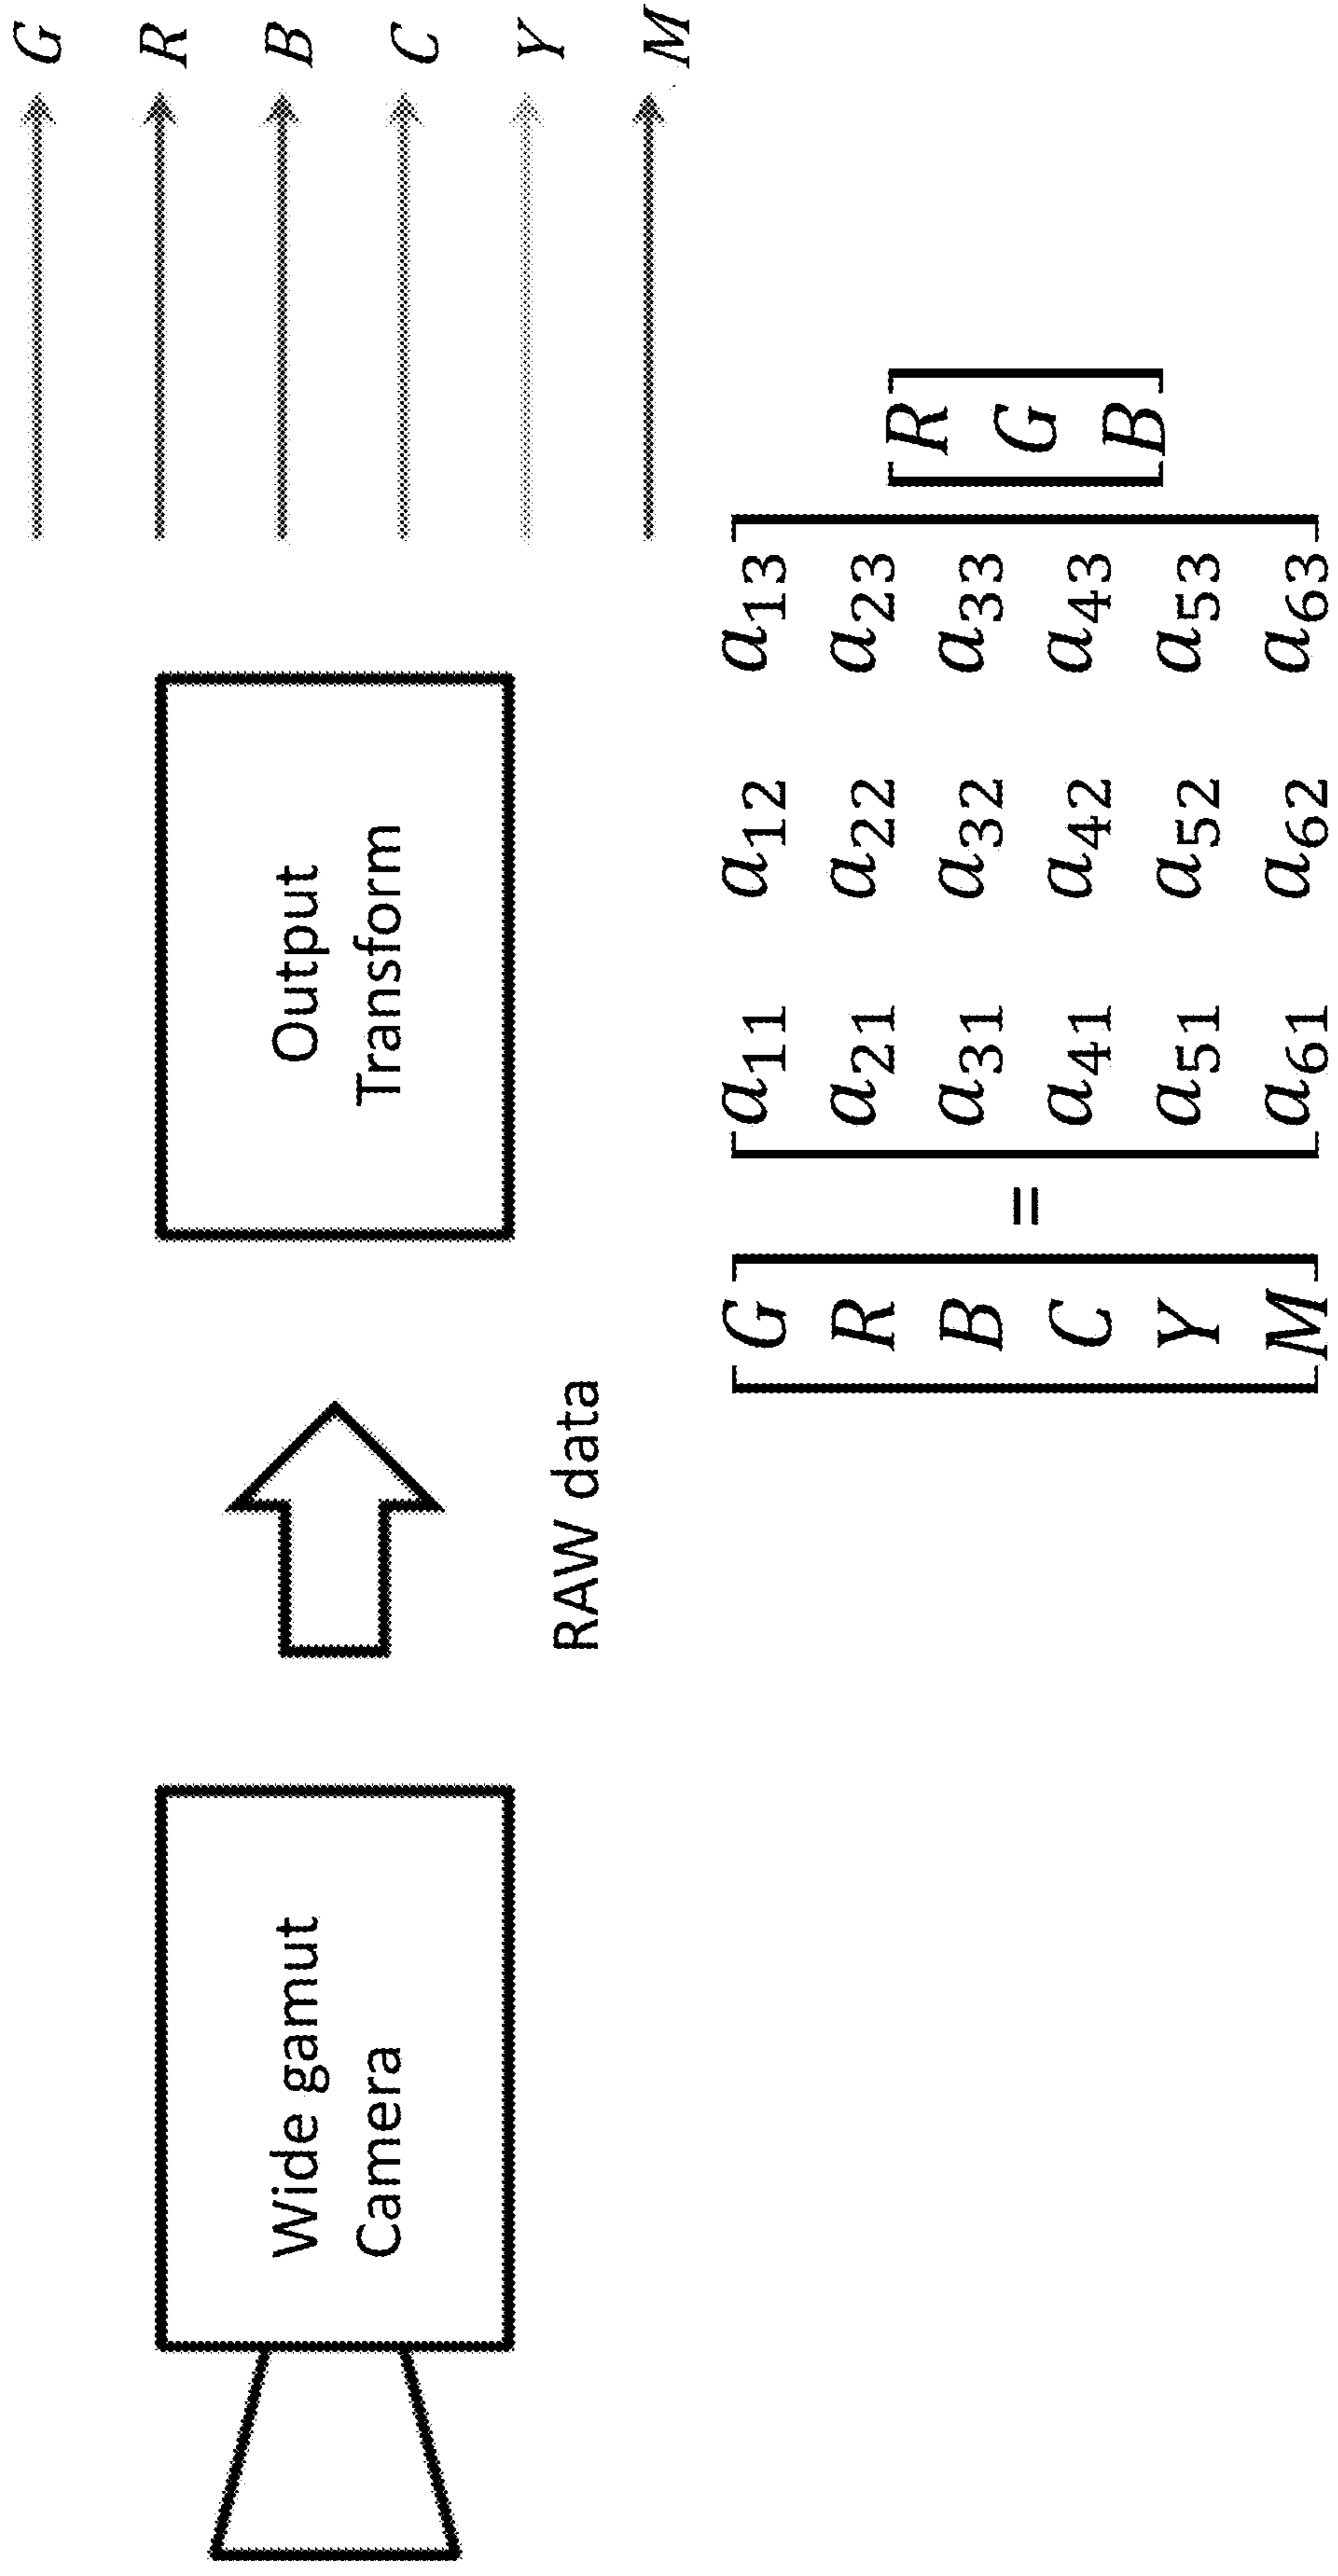 Wide gamut
Camera
RAW data
Output
Transform
G
R
B
C
Y
M
[G R B C Y M] = [a11 a12 a13
a21 a22 a23
a31 a32 a33
a41 a42 a43
a51 a52 a53
a61 a62 a63] [R G B]